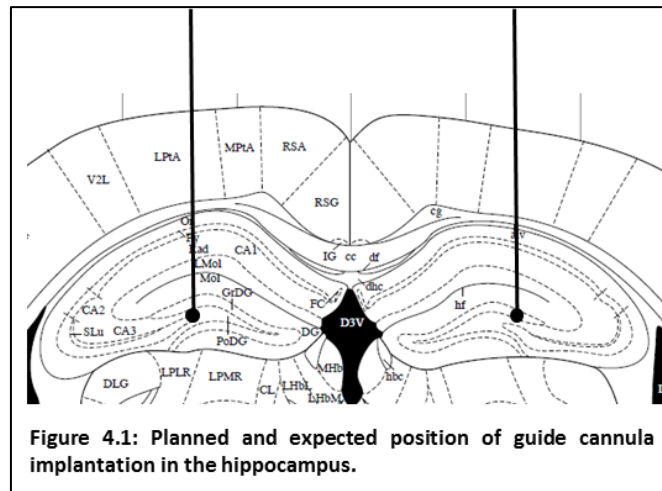 LPtA MPtA RSA
V2L
RSG
cg
Or
Py
Rad CA1
IG cc df
LMol
Mol
dhc
GrDG
FC
hf
CA2
D3V
SLu CA3
DG
PoDG
MHb
LPLR LPMR
hbc
DLG
CL LHbL
LHbM
Figure 4.1: Planned and expected position of guide cannula
implantation in the hippocampus.